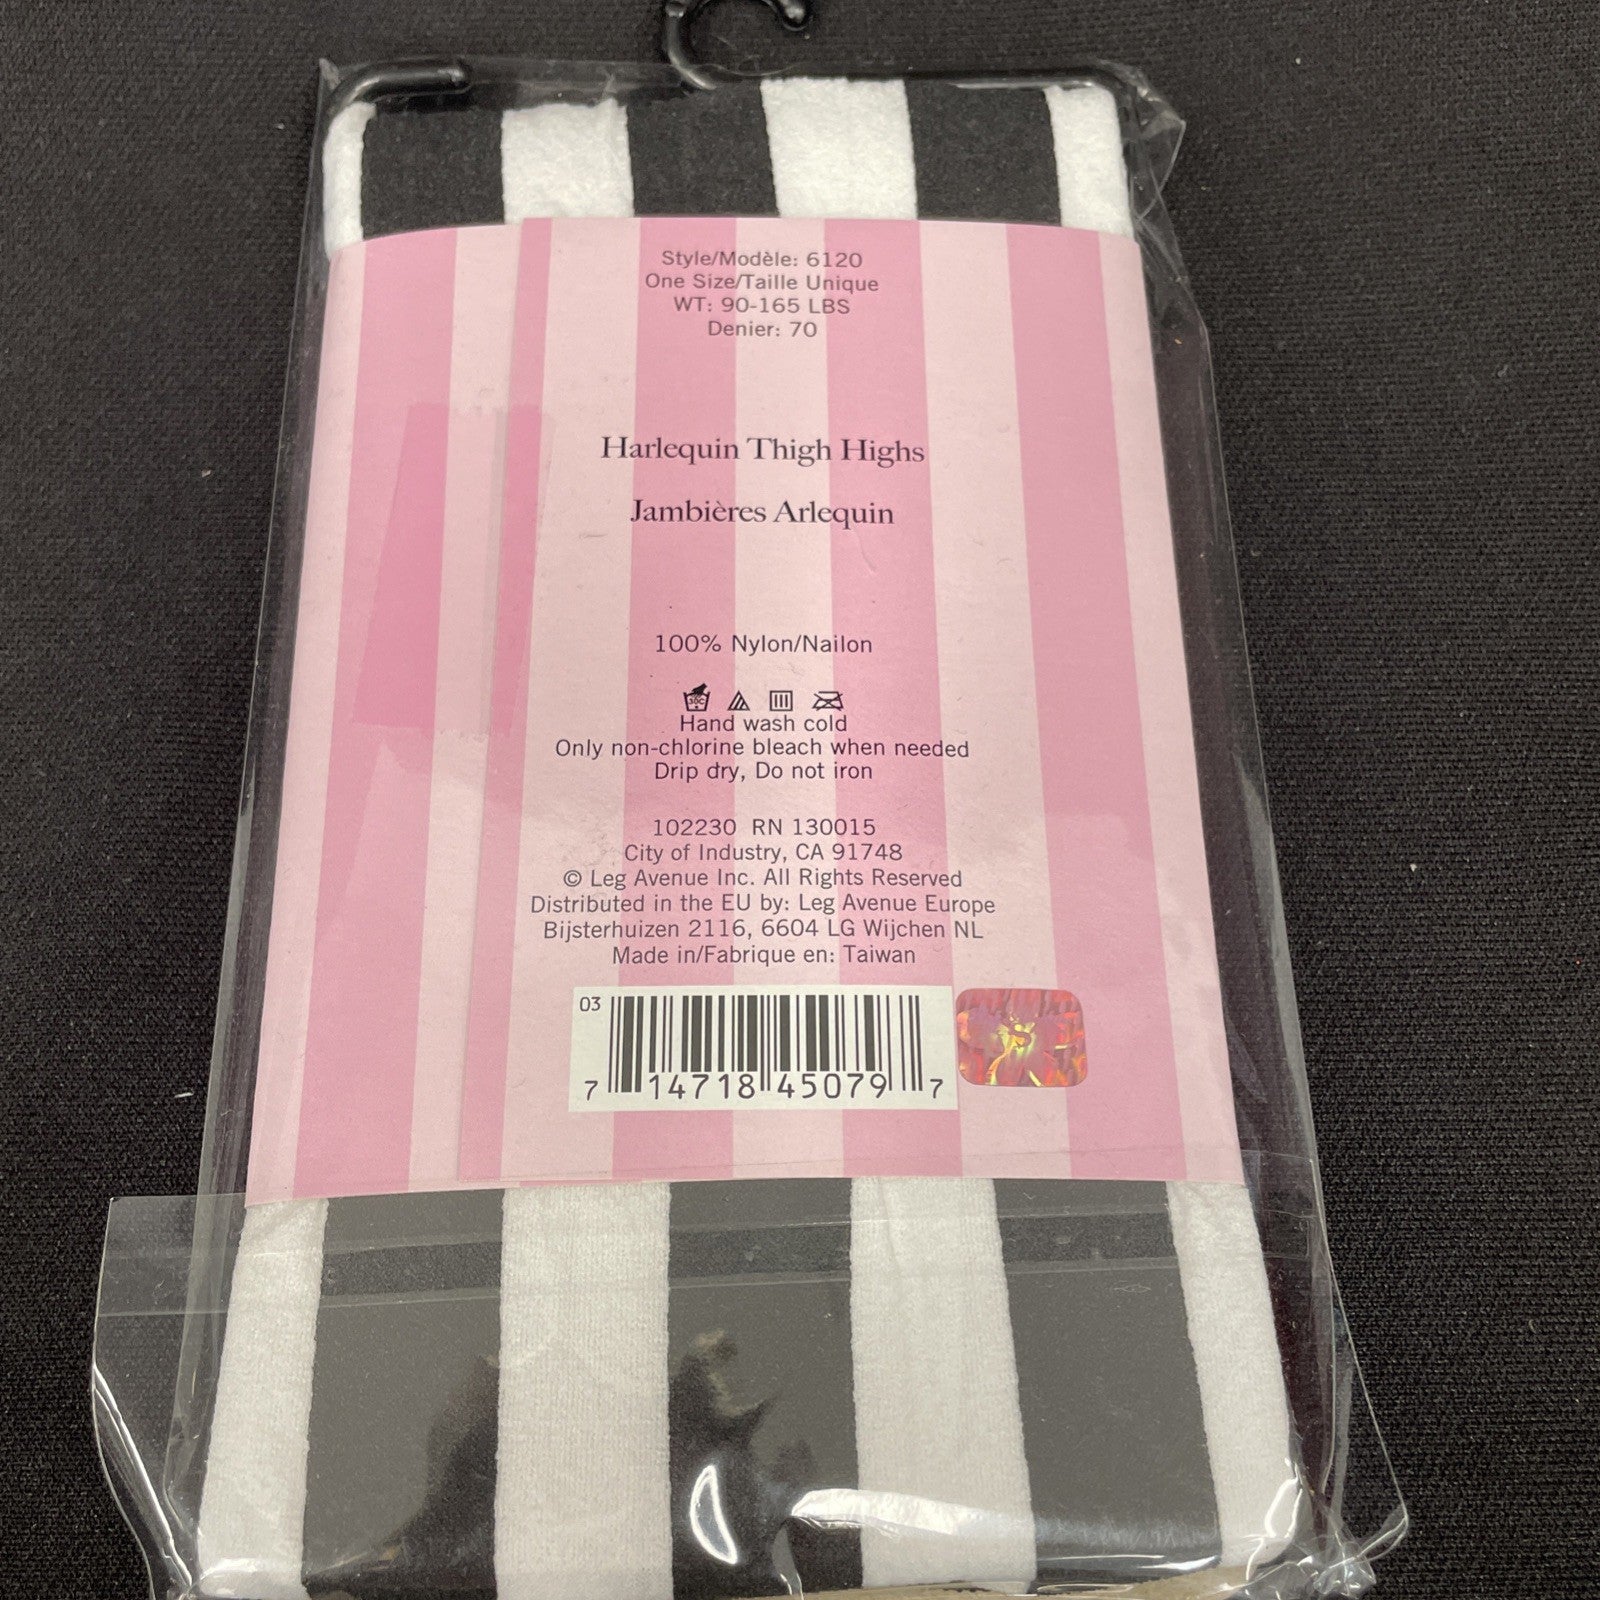 Style/Modèle: 6120
One Size/Taille Unique
WT: 90-165 LBS
Denier: 70
Harlequin Thigh Highs
Jambières Arlequin
100% Nylon/Nailon
30C
Hand wash cold
Only non-chlorine bleach when needed
Drip dry, Do not iron
102230 RN 130015
City of Industry, CA 91748
© Leg Avenue Inc. All Rights Reserved
Distributed in the EU by: Leg Avenue Europe
Bijsterhuizen 2116, 6604 LG Wijchen NL
Made in/Fabrique en: Taiwan
03
7 14718 45079 7
S